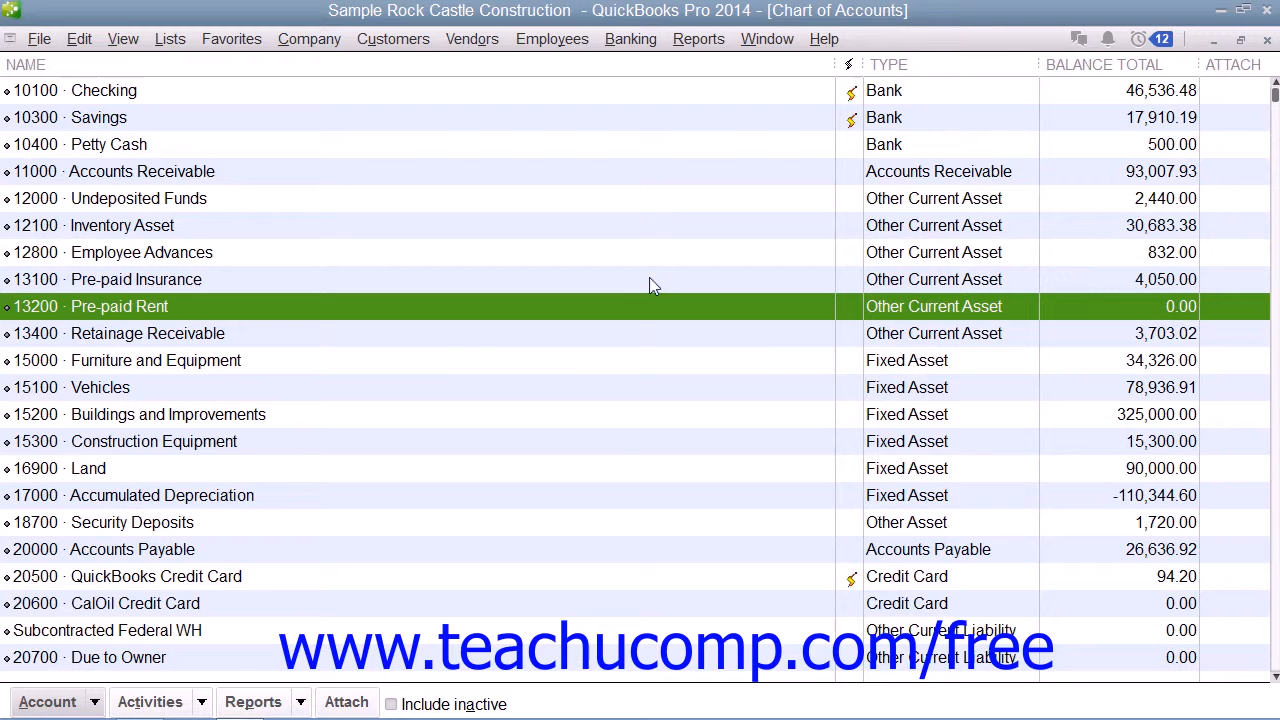 Sample Rock Castle Construction - QuickBooks Pro 2014 - [Chart of Accounts]
File Edit View Lists Favorites Company Customers Vendors Employees Banking Reports Window Help 12
NAME TYPE BALANCE TOTAL ATTACH
10100 · Checking Bank 46,536.48
10300 · Savings Bank 17,910.19
10400 · Petty Cash Bank 500.00
11000 · Accounts Receivable Accounts Receivable 93,007.93
12000 · Undeposited Funds Other Current Asset 2,440.00
12100 · Inventory Asset Other Current Asset 30,683.38
12800 · Employee Advances Other Current Asset 832.00
13100 · Pre-paid Insurance Other Current Asset 4,050.00
13200 · Pre-paid Rent Other Current Asset 0.00
13400 · Retainage Receivable Other Current Asset 3,703.02
15000 · Furniture and Equipment Fixed Asset 34,326.00
15100 · Vehicles Fixed Asset 78,936.91
15200 · Buildings and Improvements Fixed Asset 325,000.00
15300 · Construction Equipment Fixed Asset 15,300.00
16900 · Land Fixed Asset 90,000.00
17000 · Accumulated Depreciation Fixed Asset -110,344.60
18700 · Security Deposits Other Asset 1,720.00
20000 · Accounts Payable Accounts Payable 26,636.92
20500 · QuickBooks Credit Card Credit Card 94.20
20600 · CalOil Credit Card Credit Card 0.00
Subcontracted Federal WH Other Current Liability 0.00
20700 · Due to Owner Other Current Liability 0.00
www.teachucomp.com/free
Account Activities Reports Attach Include inactive